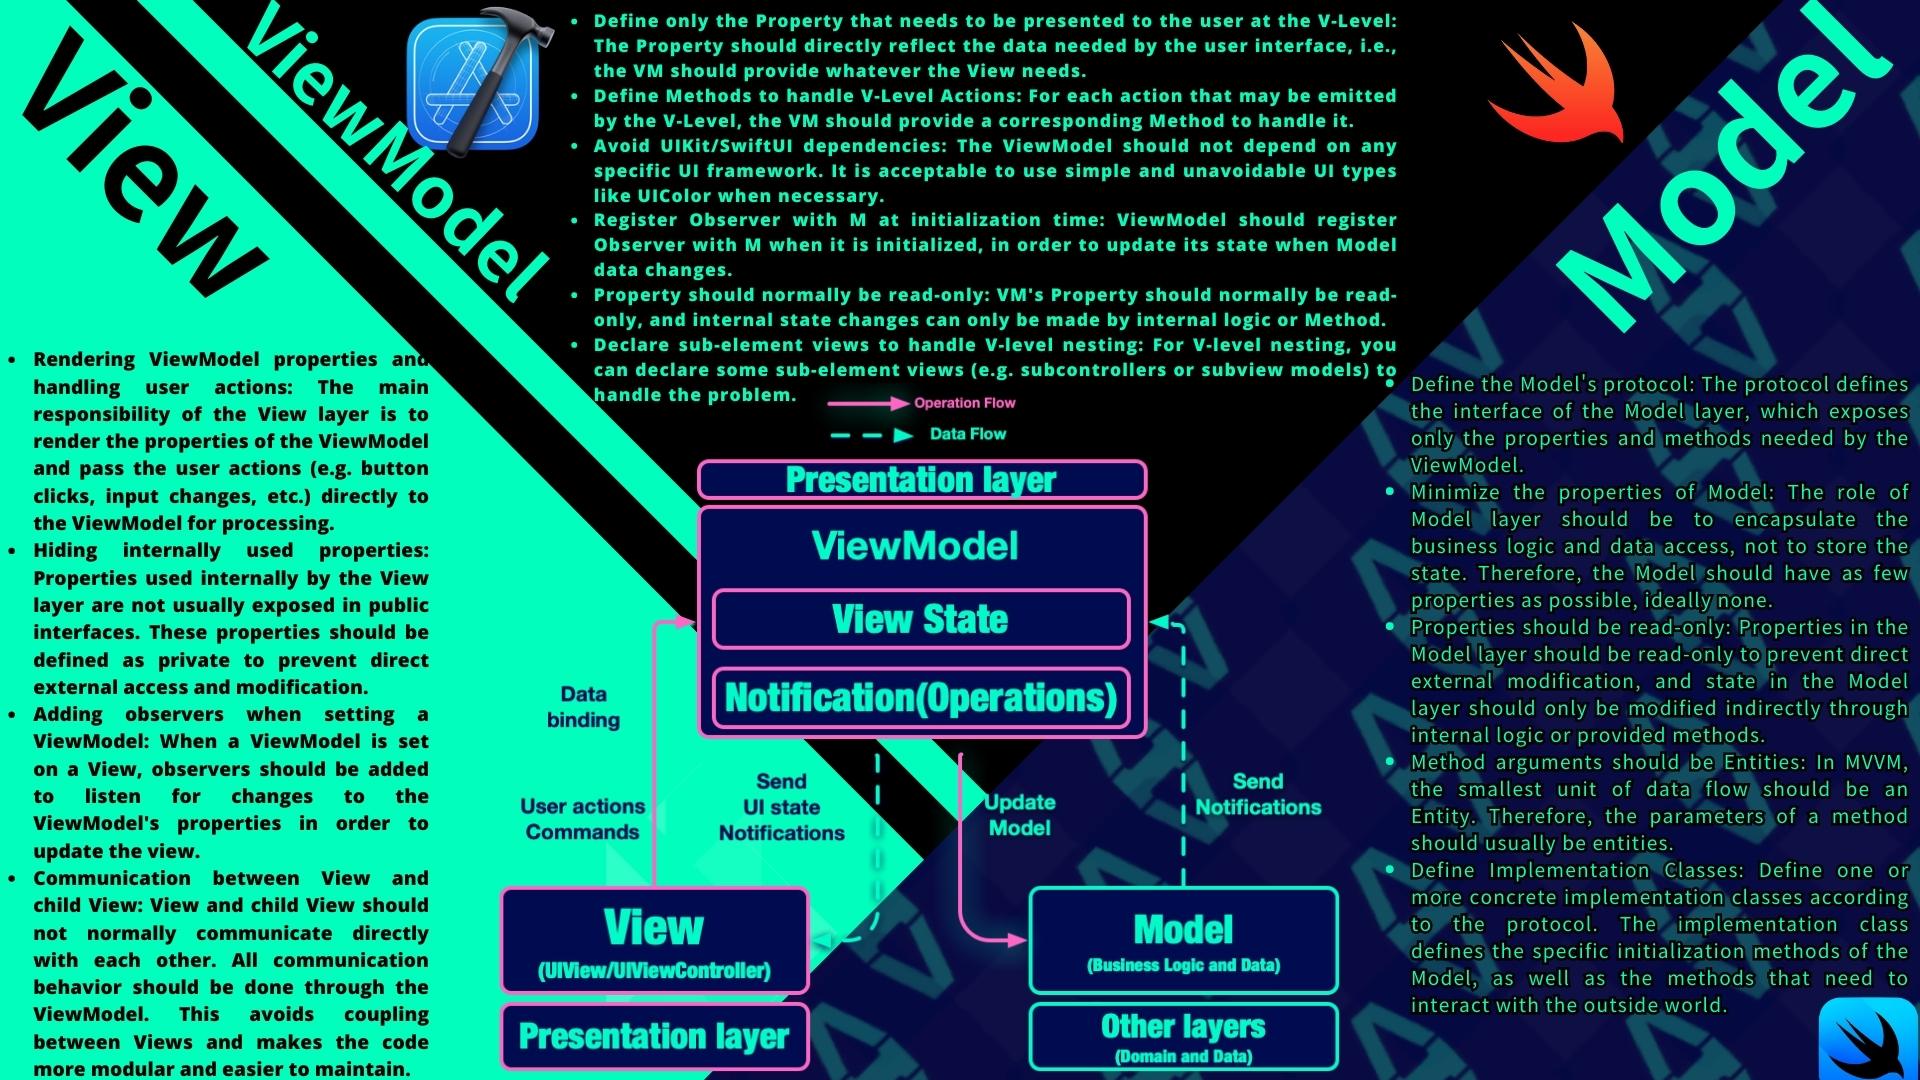 View
ViewModel
Model
• Define only the Property that needs to be presented to the user at the V-Level:
The Property should directly reflect the data needed by the user interface, i.e.,
the VM should provide whatever the View needs.
• Define Methods to handle V-Level Actions: For each action that may be emitted
by the V-Level, the VM should provide a corresponding Method to handle it.
• Avoid UIKit/SwiftUI dependencies: The ViewModel should not depend on any
specific UI framework. It is acceptable to use simple and unavoidable UI types
like UIColor when necessary.
• Register Observer with M at initialization time: ViewModel should register
Observer with M when it is initialized, in order to update its state when Model
data changes.
• Property should normally be read-only: VM's Property should normally be read-
only, and internal state changes can only be made by internal logic or Method.
• Declare sub-element views to handle V-level nesting: For V-level nesting, you
can declare some sub-element views (e.g. subcontrollers or subview models) to
handle the problem.
• Rendering ViewModel properties and
handling user actions: The main
responsibility of the View layer is to
render the properties of the ViewModel
and pass the user actions (e.g. button
clicks, input changes, etc.) directly to
the ViewModel for processing.
• Hiding internally used properties:
Properties used internally by the View
layer are not usually exposed in public
interfaces. These properties should be
defined as private to prevent direct
external access and modification.
• Adding observers when setting a
ViewModel: When a ViewModel is set
on a View, observers should be added
to listen for changes to the
ViewModel's properties in order to
update the view.
• Communication between View and
child View: View and child View should
not normally communicate directly
with each other. All communication
behavior should be done through the
ViewModel. This avoids coupling
between Views and makes the code
more modular and easier to maintain.
Operation Flow
Data Flow
Presentation layer
ViewModel
View State
Notification(Operations)
Data
binding
User actions
Commands
Send
UI state
Notifications
Update
Model
Send
Notifications
View
(UIView/UIViewController)
Presentation layer
Model
(Business Logic and Data)
Other layers
(Domain and Data)
• Define the Model's protocol: The protocol defines
the interface of the Model layer, which exposes
only the properties and methods needed by the
ViewModel.
• Minimize the properties of Model: The role of
Model layer should be to encapsulate the
business logic and data access, not to store the
state. Therefore, the Model should have as few
properties as possible, ideally none.
• Properties should be read-only: Properties in the
Model layer should be read-only to prevent direct
external modification, and state in the Model
layer should only be modified indirectly through
internal logic or provided methods.
• Method arguments should be Entities: In MVVM,
the smallest unit of data flow should be an
Entity. Therefore, the parameters of a method
should usually be entities.
• Define Implementation Classes: Define one or
more concrete implementation classes according
to the protocol. The implementation class
defines the specific initialization methods of the
Model, as well as the methods that need to
interact with the outside world.